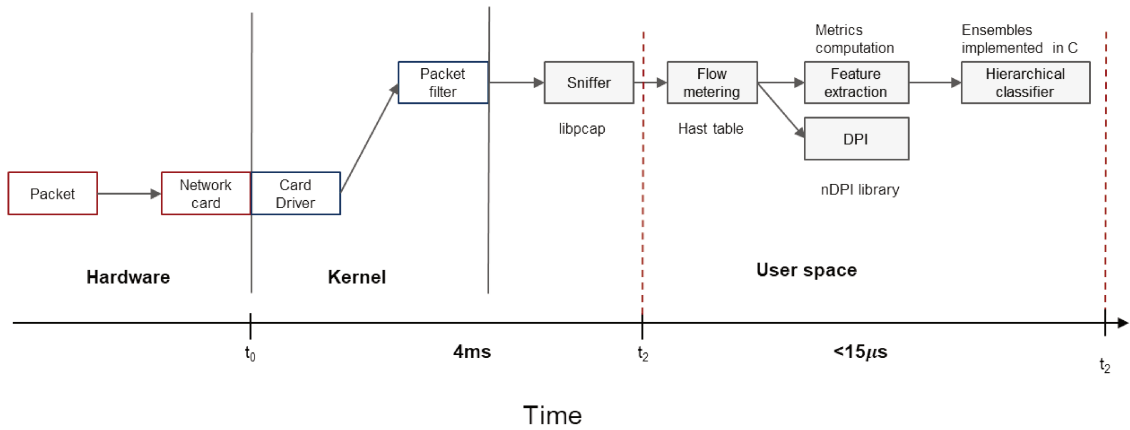 Metrics
computation
Ensembles
implemented in C
Packet
filter
Sniffer
Flow
metering
Feature
extraction
Hierarchical
classifier
libpcap
Hast table
DPI
nDPI library
Packet
Network
card
Card
Driver
Hardware
Kernel
User space
t0
4ms
t2
<15μs
t2
Time